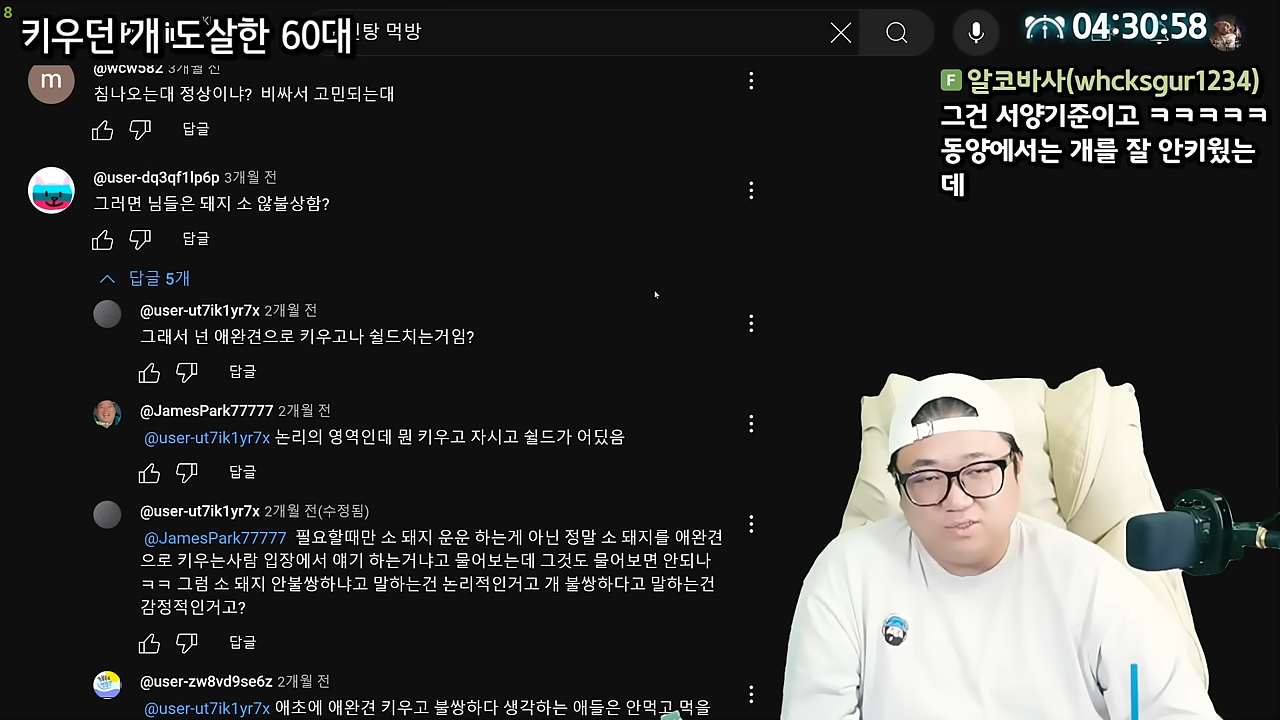 8
키우던 개 도살한 60대
탕 먹방
04:30:58
F 알코바사(whcksgur1234)
그건 서양기준이고 ㅋㅋㅋㅋㅋ
동양에서는 개를 잘 안키웠는
데
m
@wcw582 3개월 전
침나오는대 정상이냐? 비싸서 고민되는대
답글
@user-dq3qf1lp6p 3개월 전
그러면 님들은 돼지 소 않불상함?
답글
답글 5개
@user-ut7ik1yr7x 2개월 전
그래서 넌 애완견으로 키우고나 쉴드치는거임?
답글
@JamesPark77777 2개월 전
@user-ut7ik1yr7x 논리의 영역인데 뭔 키우고 자시고 쉴드가 어딨음
답글
@user-ut7ik1yr7x 2개월 전(수정됨)
@JamesPark77777 필요할때만 소 돼지 운운 하는게 아닌 정말 소 돼지를 애완견
으로 키우는사람 입장에서 얘기 하는거냐고 물어보는데 그것도 물어보면 안되나
ㅋㅋ 그럼 소 돼지 안불쌍하냐고 말하는건 논리적인거고 개 불쌍하다고 말하는건
감정적인거고?
답글
@user-zw8vd9se6z 2개월 전
@user-ut7ik1yr7x 애초에 애완견 키우고 불쌍하다 생각하는 애들은 안먹고 먹을